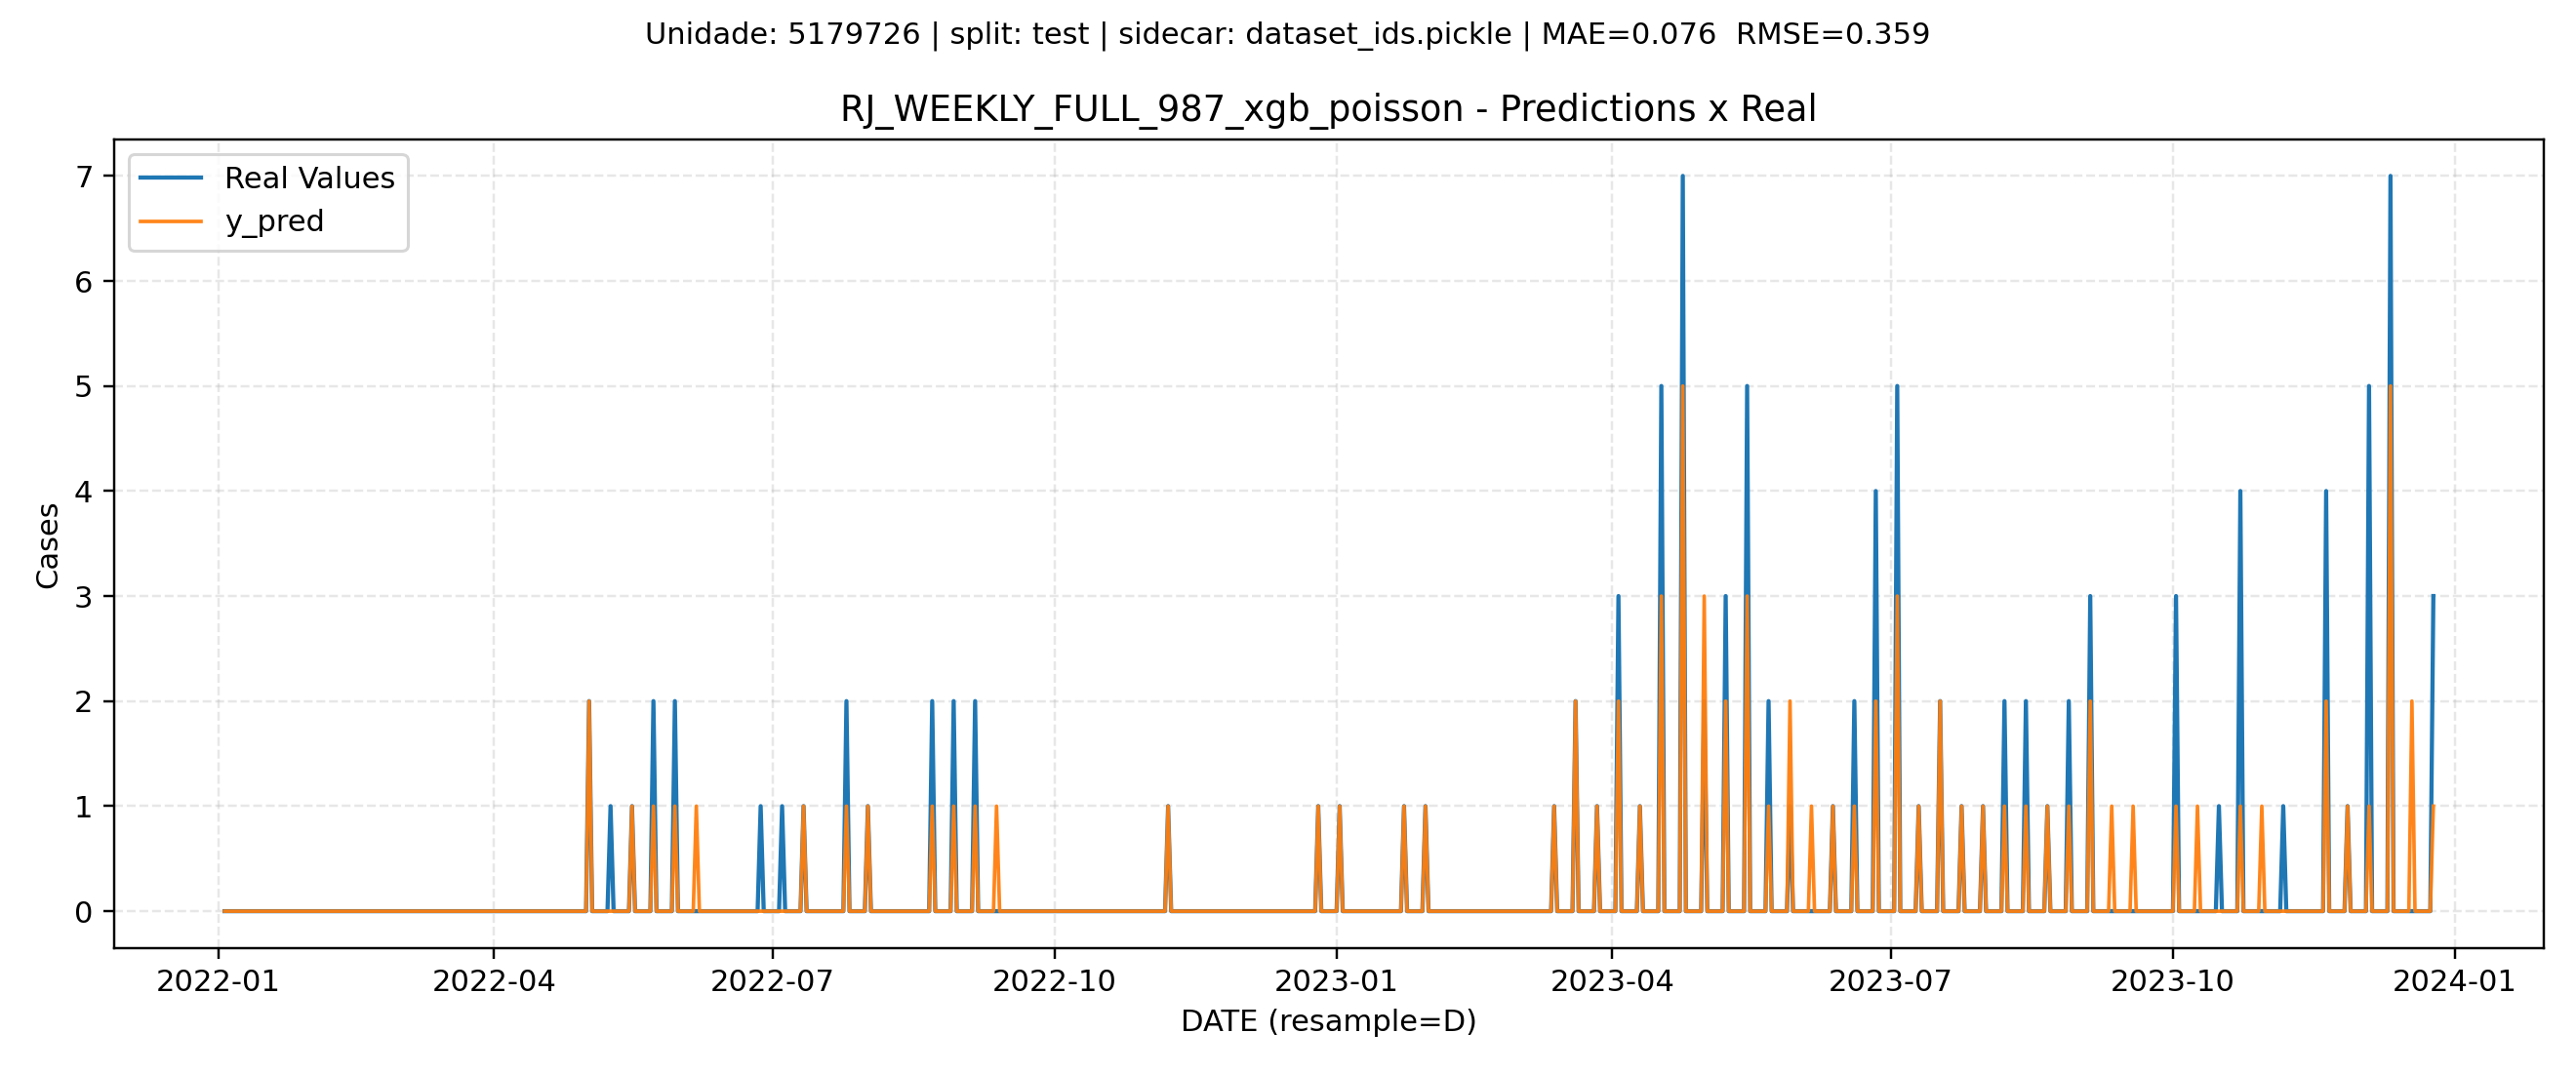 Unidade: 5179726 | split: test | sidecar: dataset_ids.pickle | MAE=0.076  RMSE=0.359
RJ_WEEKLY_FULL_987_xgb_poisson - Predictions x Real
Real Values
y_pred
7
6
5
4
3
2
1
0
Cases
2022-01
2022-04
2022-07
2022-10
2023-01
2023-04
2023-07
2023-10
2024-01
DATE (resample=D)